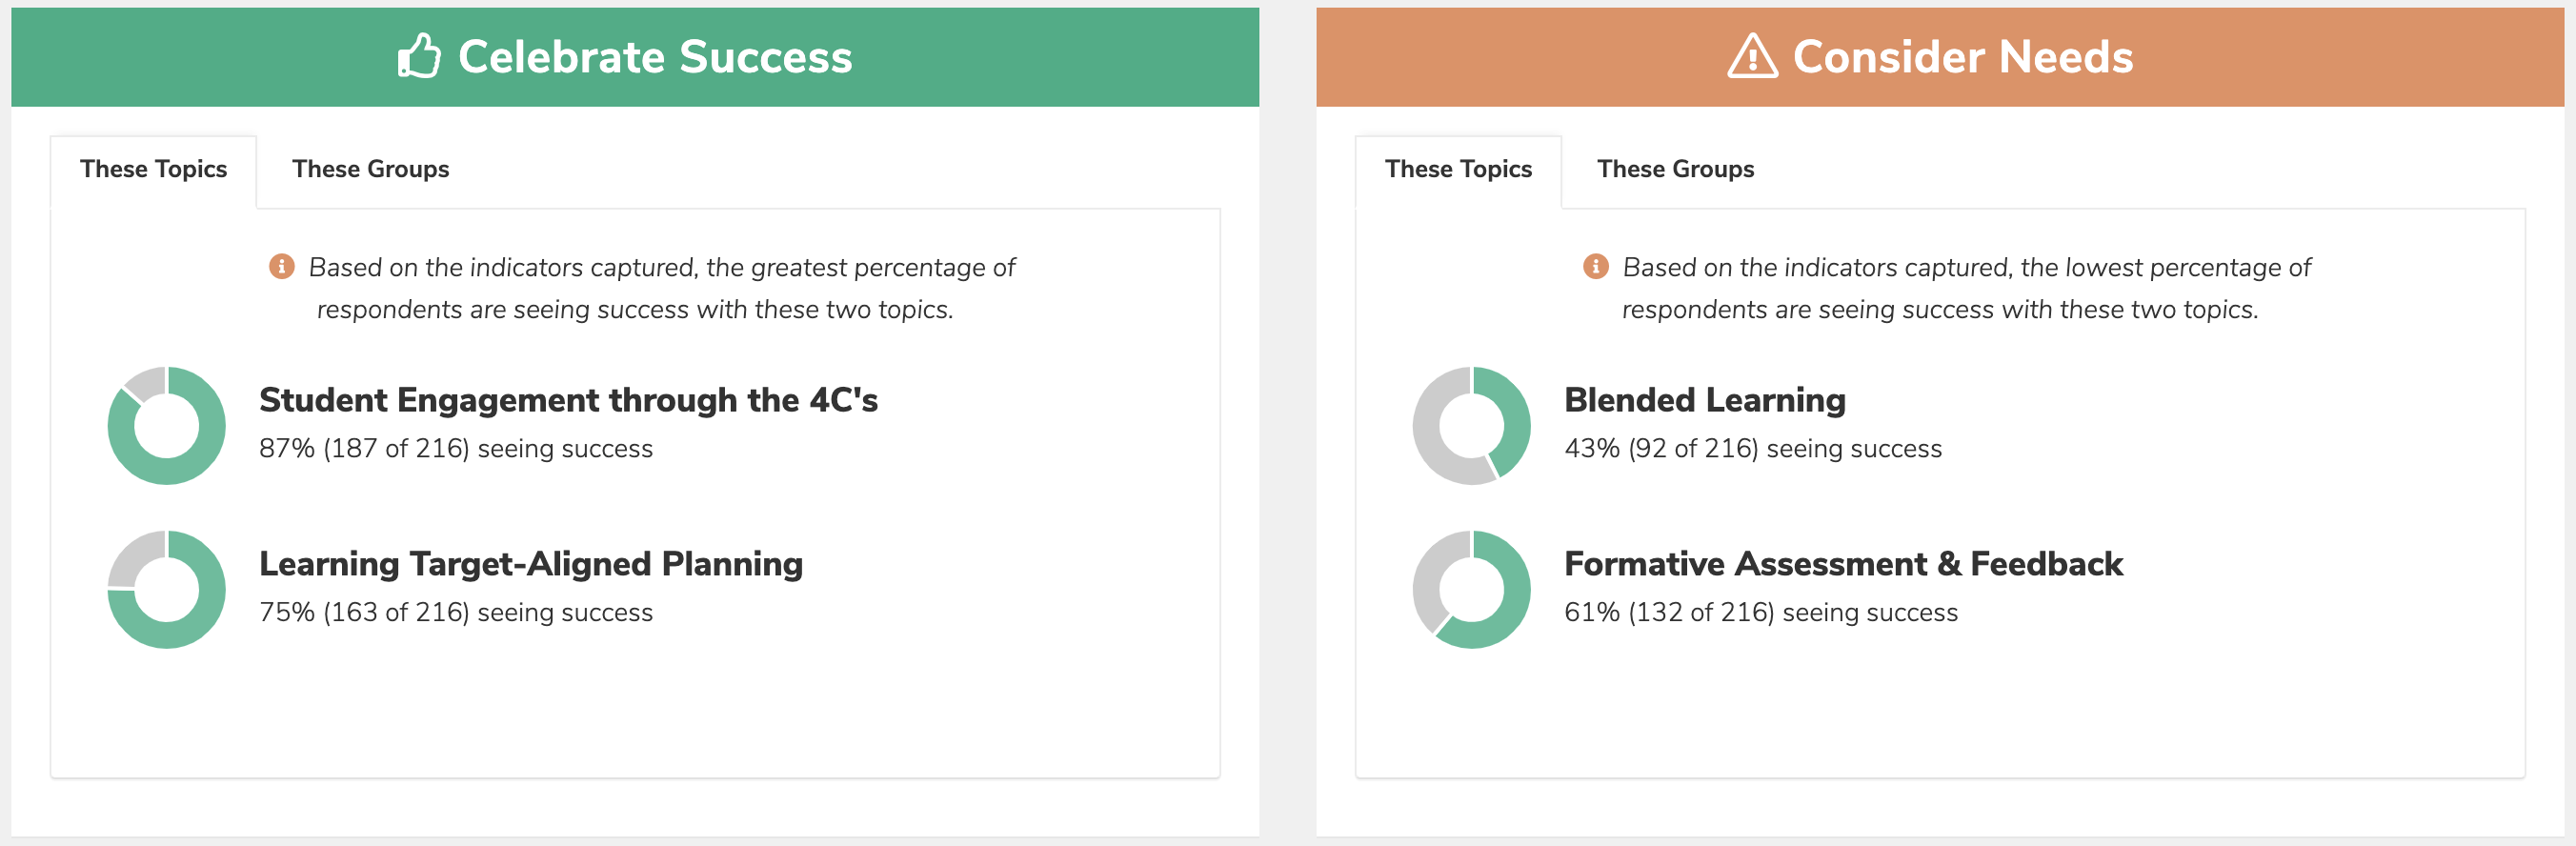 Celebrate Success
These Topics
These Groups
Based on the indicators captured, the greatest percentage of
respondents are seeing success with these two topics.
Student Engagement through the 4C's
87% (187 of 216) seeing success
Learning Target-Aligned Planning
75% (163 of 216) seeing success
Consider Needs
These Topics
These Groups
Based on the indicators captured, the lowest percentage of
respondents are seeing success with these two topics.
Blended Learning
43% (92 of 216) seeing success
Formative Assessment & Feedback
61% (132 of 216) seeing success